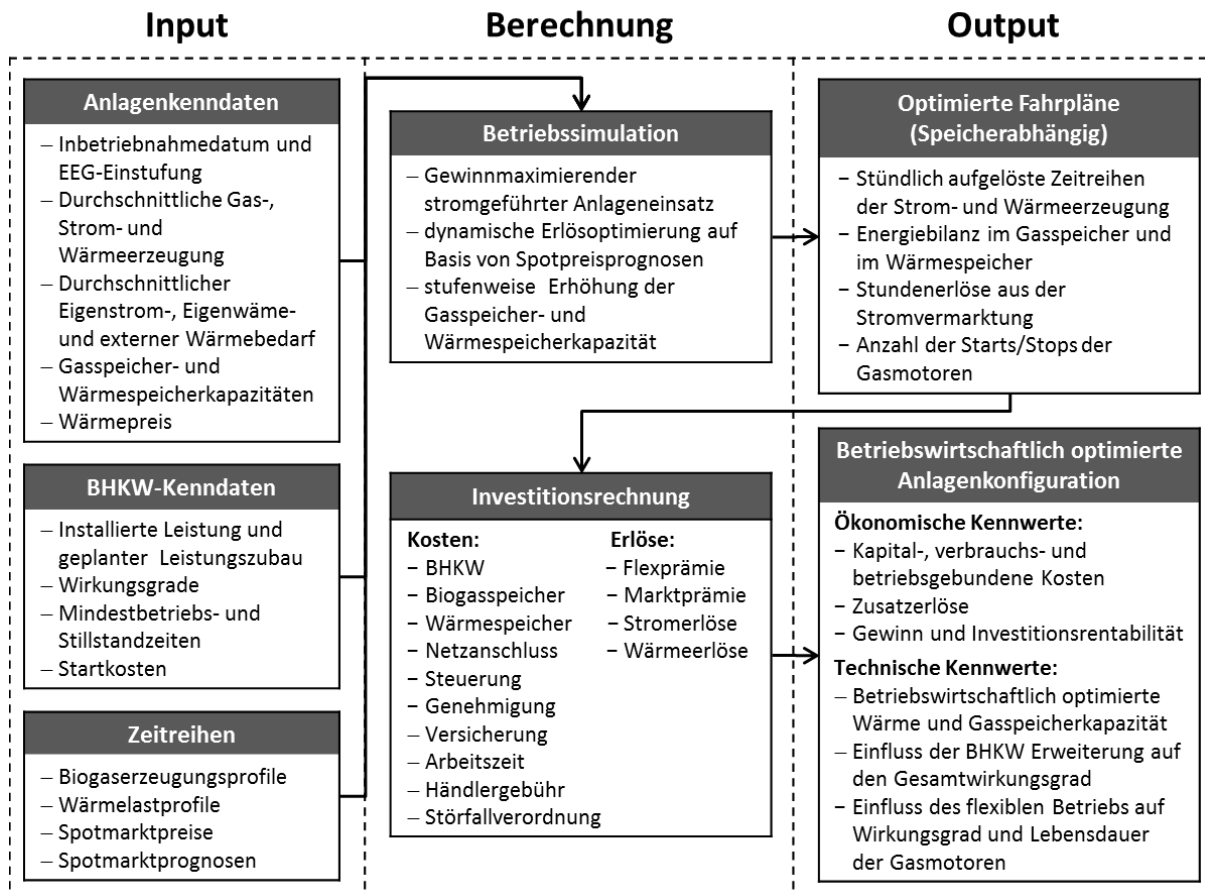 Input
Berechnung
Output
Anlagenkenndaten
– Inbetriebnahmedatum und
EEG-Einstufung
– Durchschnittliche Gas-,
Strom- und
Wärmeerzeugung
– Durchschnittlicher
Eigenstrom-, Eigenwäme-
und externer Wärmebedarf
– Gasspeicher- und
Wärmespeicherkapazitäten
– Wärmepreis
BHKW-Kenndaten
– Installierte Leistung und
geplanter Leistungszubau
– Wirkungsgrade
– Mindestbetriebs- und
Stillstandzeiten
– Startkosten
Zeitreihen
– Biogaserzeugungsprofile
– Wärmelastprofile
– Spotmarktpreise
– Spotmarktprognosen
Betriebssimulation
– Gewinnmaximierender
stromgeführter Anlageneinsatz
– dynamische Erlösoptimierung auf
Basis von Spotpreisprognosen
– stufenweise Erhöhung der
Gasspeicher- und
Wärmespeicherkapazität
Investitionsrechnung
Kosten:
– BHKW
– Biogasspeicher
– Wärmespeicher
– Netzanschluss
– Steuerung
– Genehmigung
– Versicherung
– Arbeitszeit
– Händlergebühr
– Störfallverordnung
Erlöse:
– Flexprämie
– Marktprämie
– Stromerlöse
– Wärmeerlöse
Optimierte Fahrpläne
(Speicherabhängig)
– Stündlich aufgelöste Zeitreihen
der Strom- und Wärmeerzeugung
– Energiebilanz im Gasspeicher und
im Wärmespeicher
– Stundenerlöse aus der
Stromvermarktung
– Anzahl der Starts/Stops der
Gasmotoren
Betriebswirtschaftlich optimierte
Anlagenkonfiguration
Ökonomische Kennwerte:
– Kapital-, verbrauchs- und
betriebsgebundene Kosten
– Zusatzerlöse
– Gewinn und Investitionsrentabilität
Technische Kennwerte:
– Betriebswirtschaftlich optimierte
Wärme und Gasspeicherkapazität
– Einfluss der BHKW Erweiterung auf
den Gesamtwirkungsgrad
– Einfluss des flexiblen Betriebs auf
Wirkungsgrad und Lebensdauer
der Gasmotoren